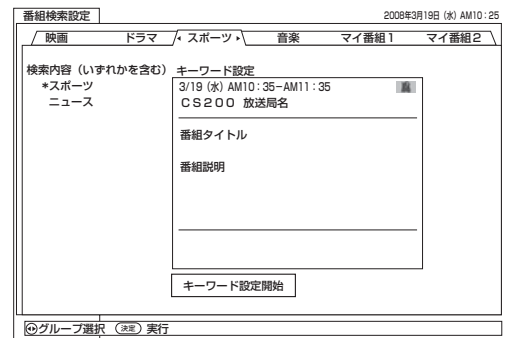 番組検索設定
2008年3月19日 (水) AM10:25
映画 ドラマ スポーツ 音楽 マイ番組1 マイ番組2
検索内容（いずれかを含む） キーワード設定
*スポーツ
ニュース
3/19 (水) AM10:35-AM11:35
CS200 放送局名
番組タイトル
番組説明
キーワード設定開始
グループ選択 決定 実行